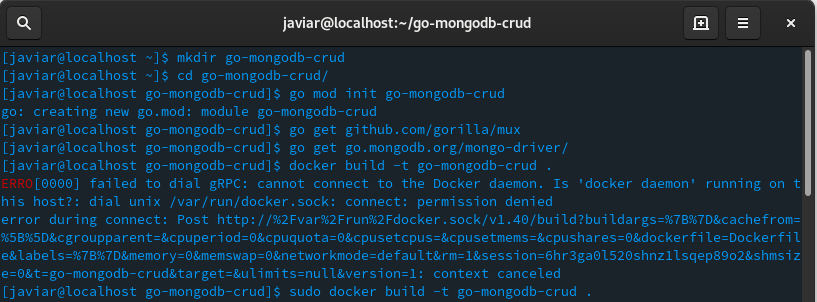 javiar@localhost:~/go-mongodb-crud
[javiar@localhost ~]$ mkdir go-mongodb-crud
[javiar@localhost ~]$ cd go-mongodb-crud/
[javiar@localhost go-mongodb-crud]$ go mod init go-mongodb-crud
go: creating new go.mod: module go-mongodb-crud
[javiar@localhost go-mongodb-crud]$ go get github.com/gorilla/mux
[javiar@localhost go-mongodb-crud]$ go get go.mongodb.org/mongo-driver/
[javiar@localhost go-mongodb-crud]$ docker build -t go-mongodb-crud .
ERRO[0000] failed to dial gRPC: cannot connect to the Docker daemon. Is 'docker daemon' running on t
his host?: dial unix /var/run/docker.sock: connect: permission denied
error during connect: Post http://%2Fvar%2Frun%2Fdocker.sock/v1.40/build?buildargs=%7B%7D&cachefrom=
%5B%5D&cgroupparent=&cpuperiod=0&cpuquota=0&cpusetcpus=&cpusetmems=&cpushares=0&dockerfile=Dockerfil
e&labels=%7B%7D&memory=0&memswap=0&networkmode=default&rm=1&session=6hr3ga0l520shnz1lsqep89o2&shmsiz
e=0&t=go-mongodb-crud&target=&ulimits=null&version=1: context canceled
[javiar@localhost go-mongodb-crud]$ sudo docker build -t go-mongodb-crud .